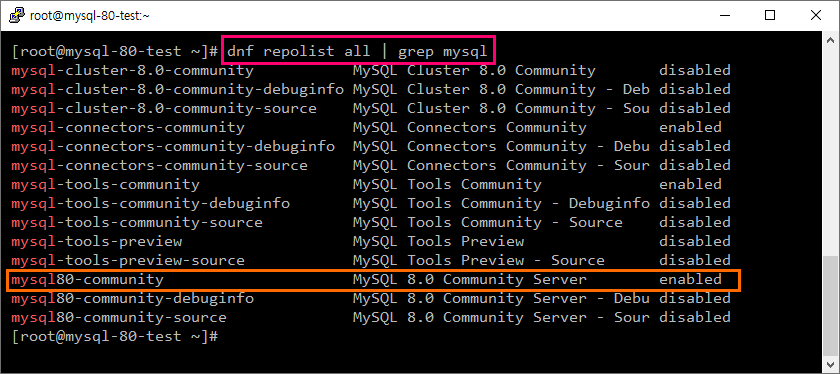 root@mysql-80-test:~
[root@mysql-80-test ~]# dnf repolist all | grep mysql
mysql-cluster-8.0-community           MySQL Cluster 8.0 Community       disabled
mysql-cluster-8.0-community-debuginfo MySQL Cluster 8.0 Community - Deb disabled
mysql-cluster-8.0-community-source    MySQL Cluster 8.0 Community - Sou disabled
mysql-connectors-community            MySQL Connectors Community        enabled
mysql-connectors-community-debuginfo  MySQL Connectors Community - Debu disabled
mysql-connectors-community-source     MySQL Connectors Community - Sour disabled
mysql-tools-community                 MySQL Tools Community             enabled
mysql-tools-community-debuginfo       MySQL Tools Community - Debuginfo disabled
mysql-tools-community-source          MySQL Tools Community - Source    disabled
mysql-tools-preview                   MySQL Tools Preview               disabled
mysql-tools-preview-source            MySQL Tools Preview - Source      disabled
mysql80-community                     MySQL 8.0 Community Server        enabled
mysql80-community-debuginfo           MySQL 8.0 Community Server - Debu disabled
mysql80-community-source              MySQL 8.0 Community Server - Sour disabled
[root@mysql-80-test ~]#